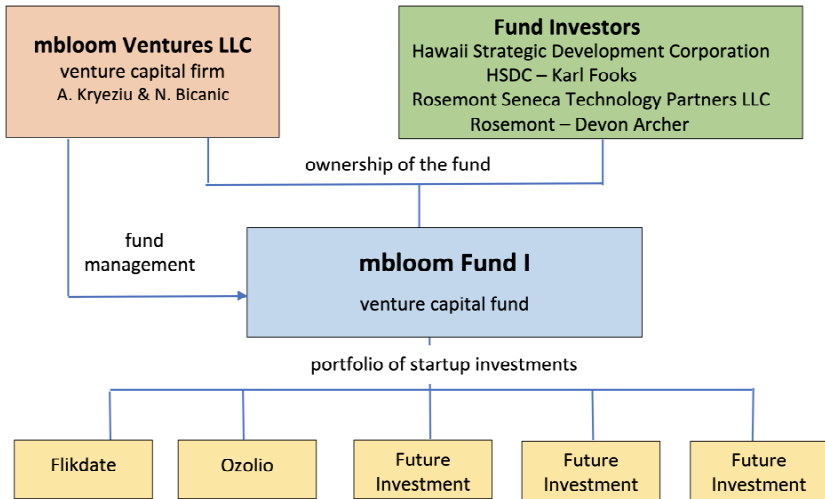 mbloom Ventures LLC
venture capital firm
A. Kryeziu & N. Bicanic
Fund Investors
Hawaii Strategic Development Corporation
HSDC – Karl Fooks
Rosemont Seneca Technology Partners LLC
Rosemont – Devon Archer
ownership of the fund
fund
management
mbloom Fund I
venture capital fund
portfolio of startup investments
Flikdate
Ozolio
Future
Investment
Future
Investment
Future
Investment